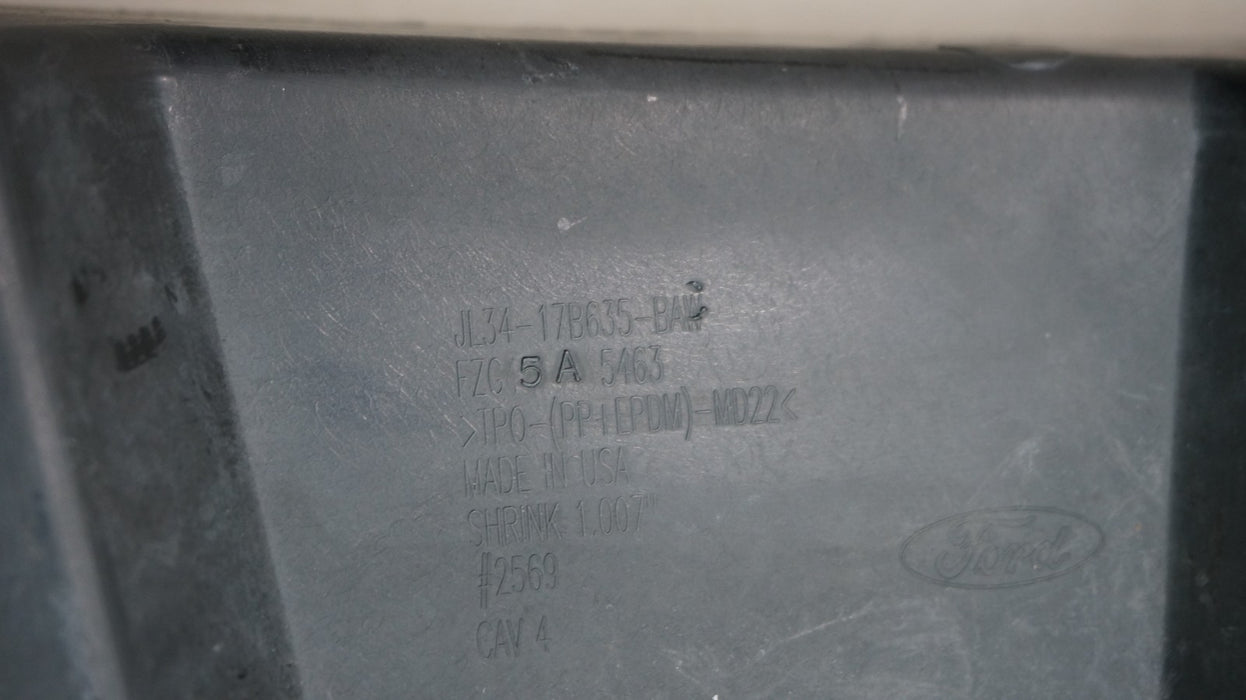 JL34-17B635-BAW
FZC 5 A 5463
>TPO-(PP+EPDM)-MD22<
MADE IN USA
SHRINK 1.007"
#2569
CAV 4
Ford